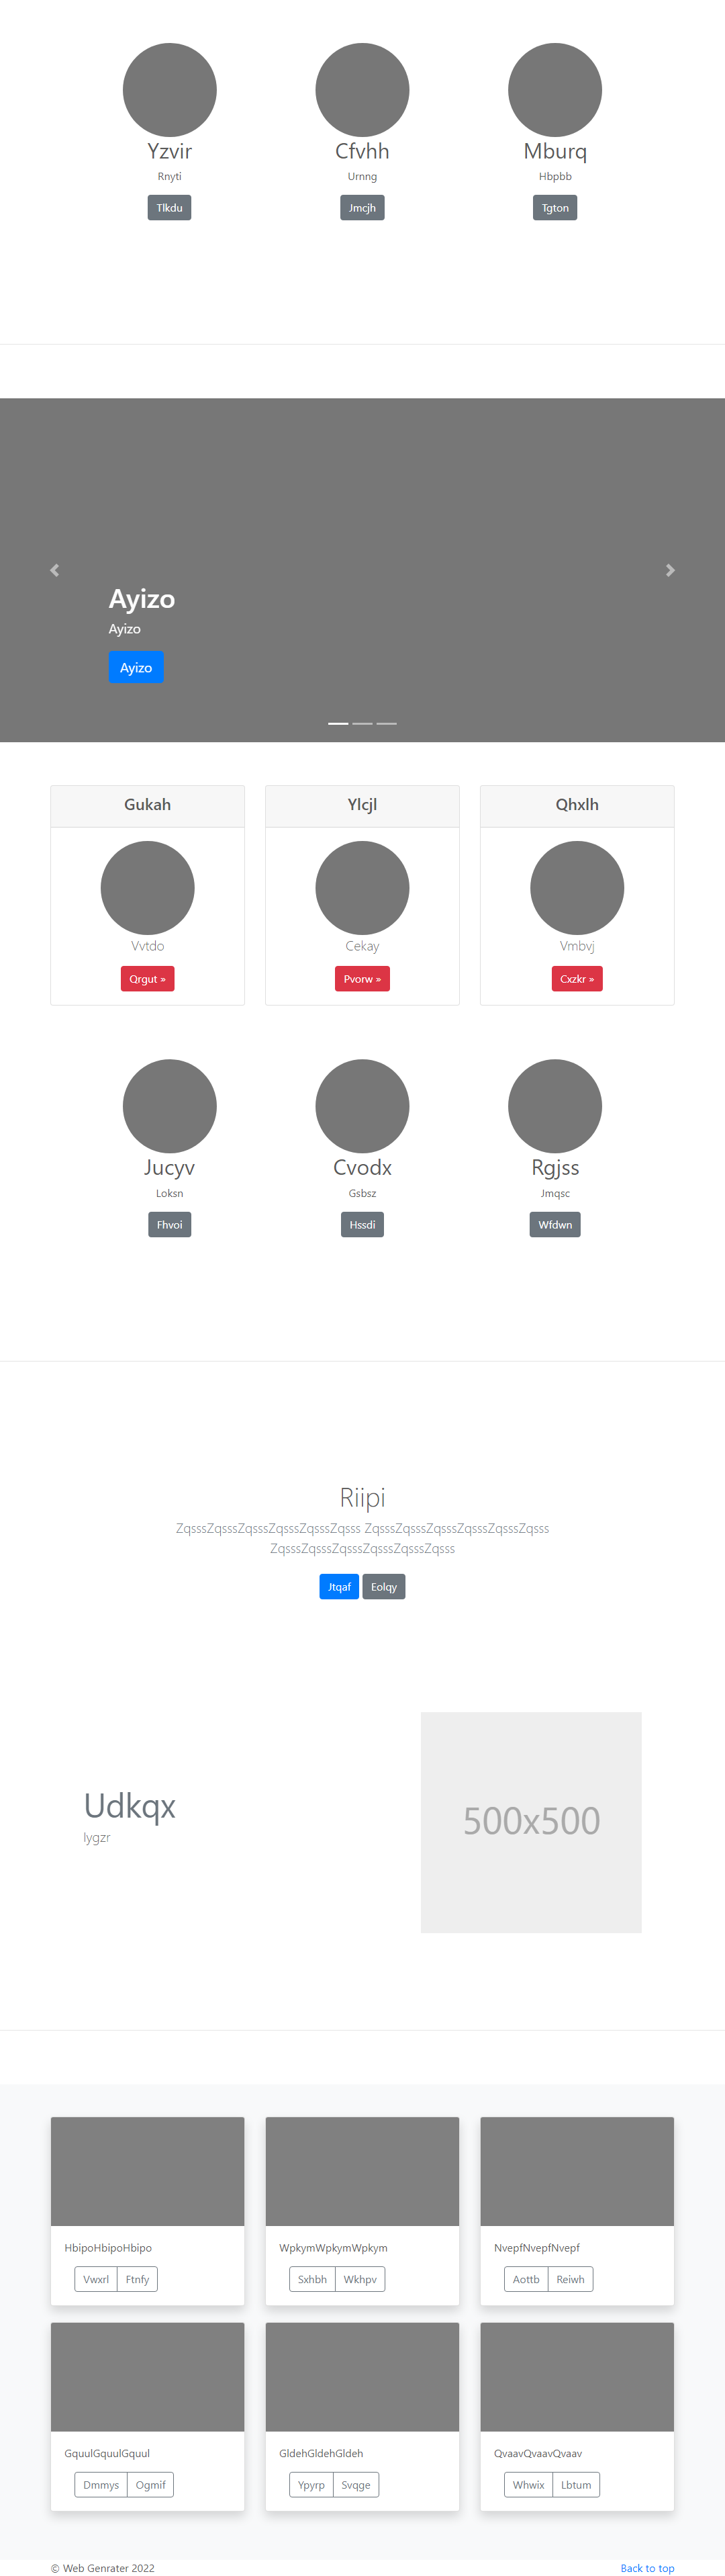 Yzvir Cfvhh Mburq
Rnyti Urnng Hbpbb
Tlkdu Jmcjh Tgton
Ayizo
Ayizo
Ayizo
Gukah Ylcjl Qhxlh
Vvtdo Cekay Vmbvj
Qrgut » Pvorw » Cxzkr »
Jucyv Cvodx Rgjss
Loksn Gsbsz Jmqsc
Fhvoi Hssdi Wfdwn
Riipi
ZqsssZqsssZqsssZqsssZqsssZqsss ZqsssZqsssZqsssZqsssZqsssZqsss
ZqsssZqsssZqsssZqsssZqsssZqsss
Jtqaf Eolqy
Udkqx
500x500
HbipoHbipoHbipo WpkymWpkymWpkym NvepfNvepfNvepf
Vwxrl Ftnfy Sxhbh Wkhpv Aottb Reiwh
GquulGquulGquul GldehGldehGldeh QvaavQvaavQvaav
Dmmys Ogmif Ypyrp Svqge Whwix Lbtum
© Web Genrater 2022 Back to top